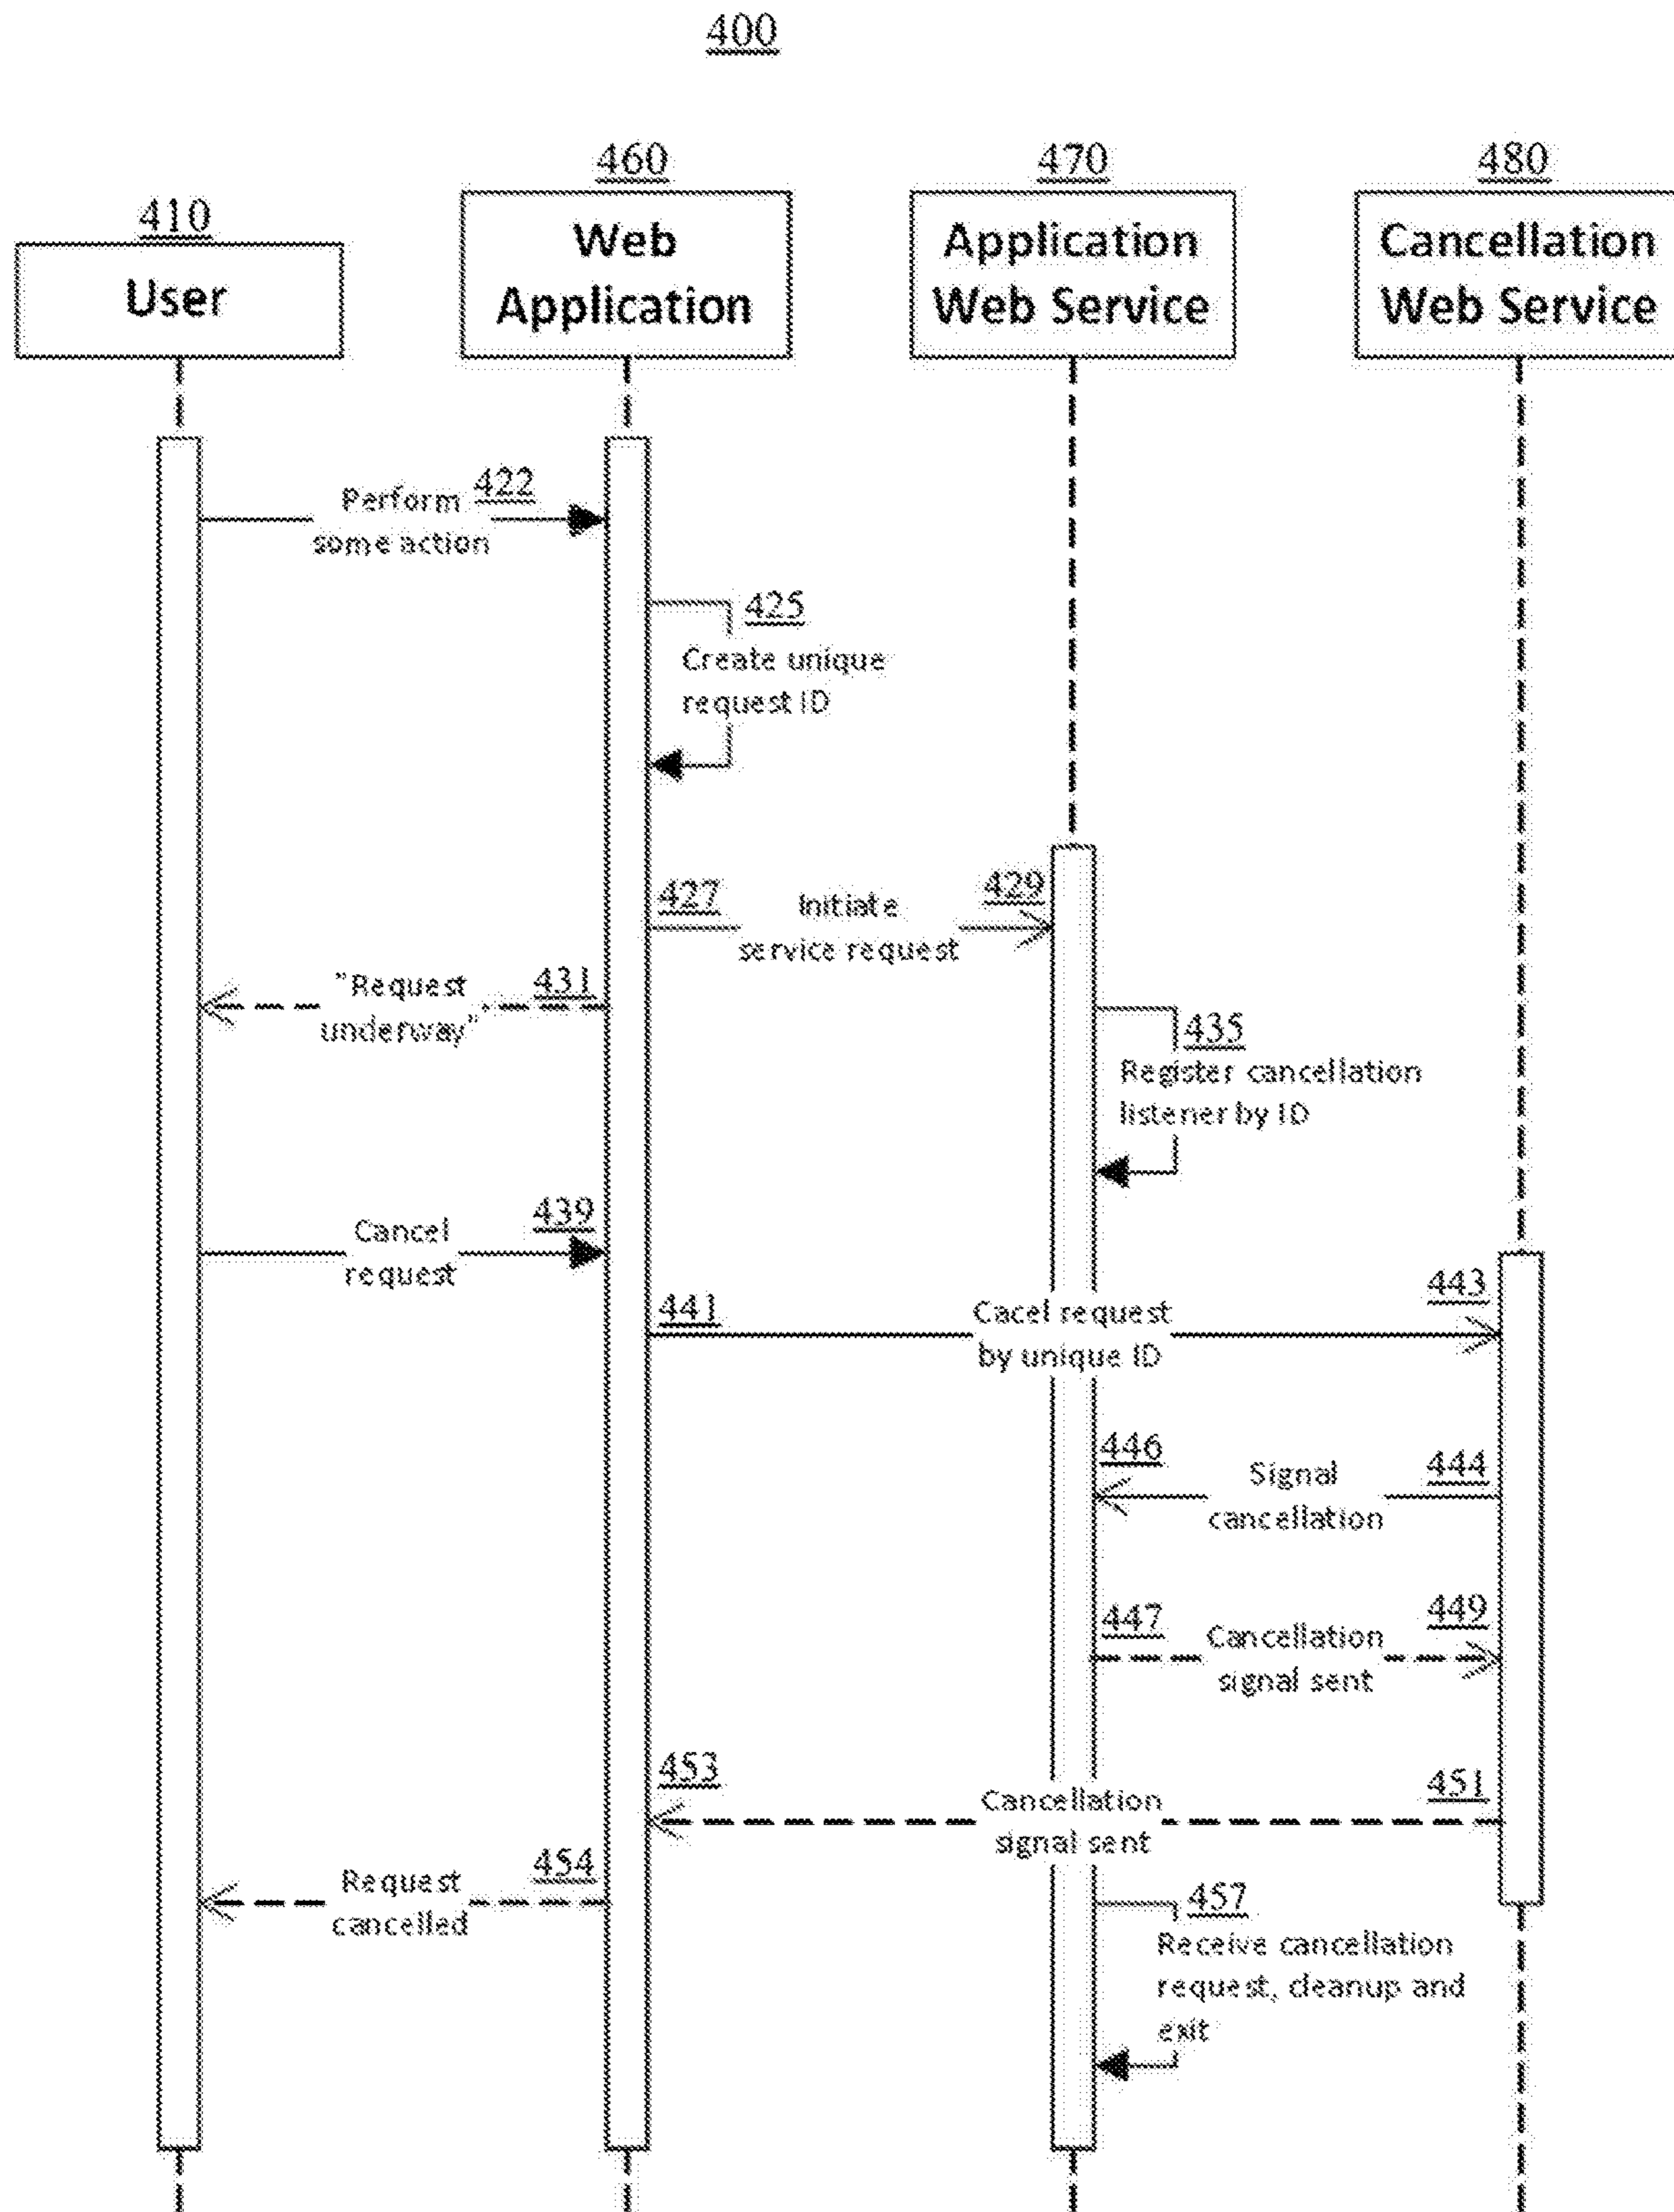 400
410
User
460
Web
Application
470
Application
Web Service
480
Cancellation
Web Service
422
Perform
some action
425
Create unique
request ID
427
429
Initiate
service request
431
"Request
underway"
435
Register cancellation
listener by ID
439
Cancel
request
441
443
Cacel request
by unique ID
446
444
Signal
cancellation
447
449
Cancellation
signal sent
453
451
Cancellation
signal sent
454
Request
cancelled
457
Receive cancellation
request, cleanup and
exit